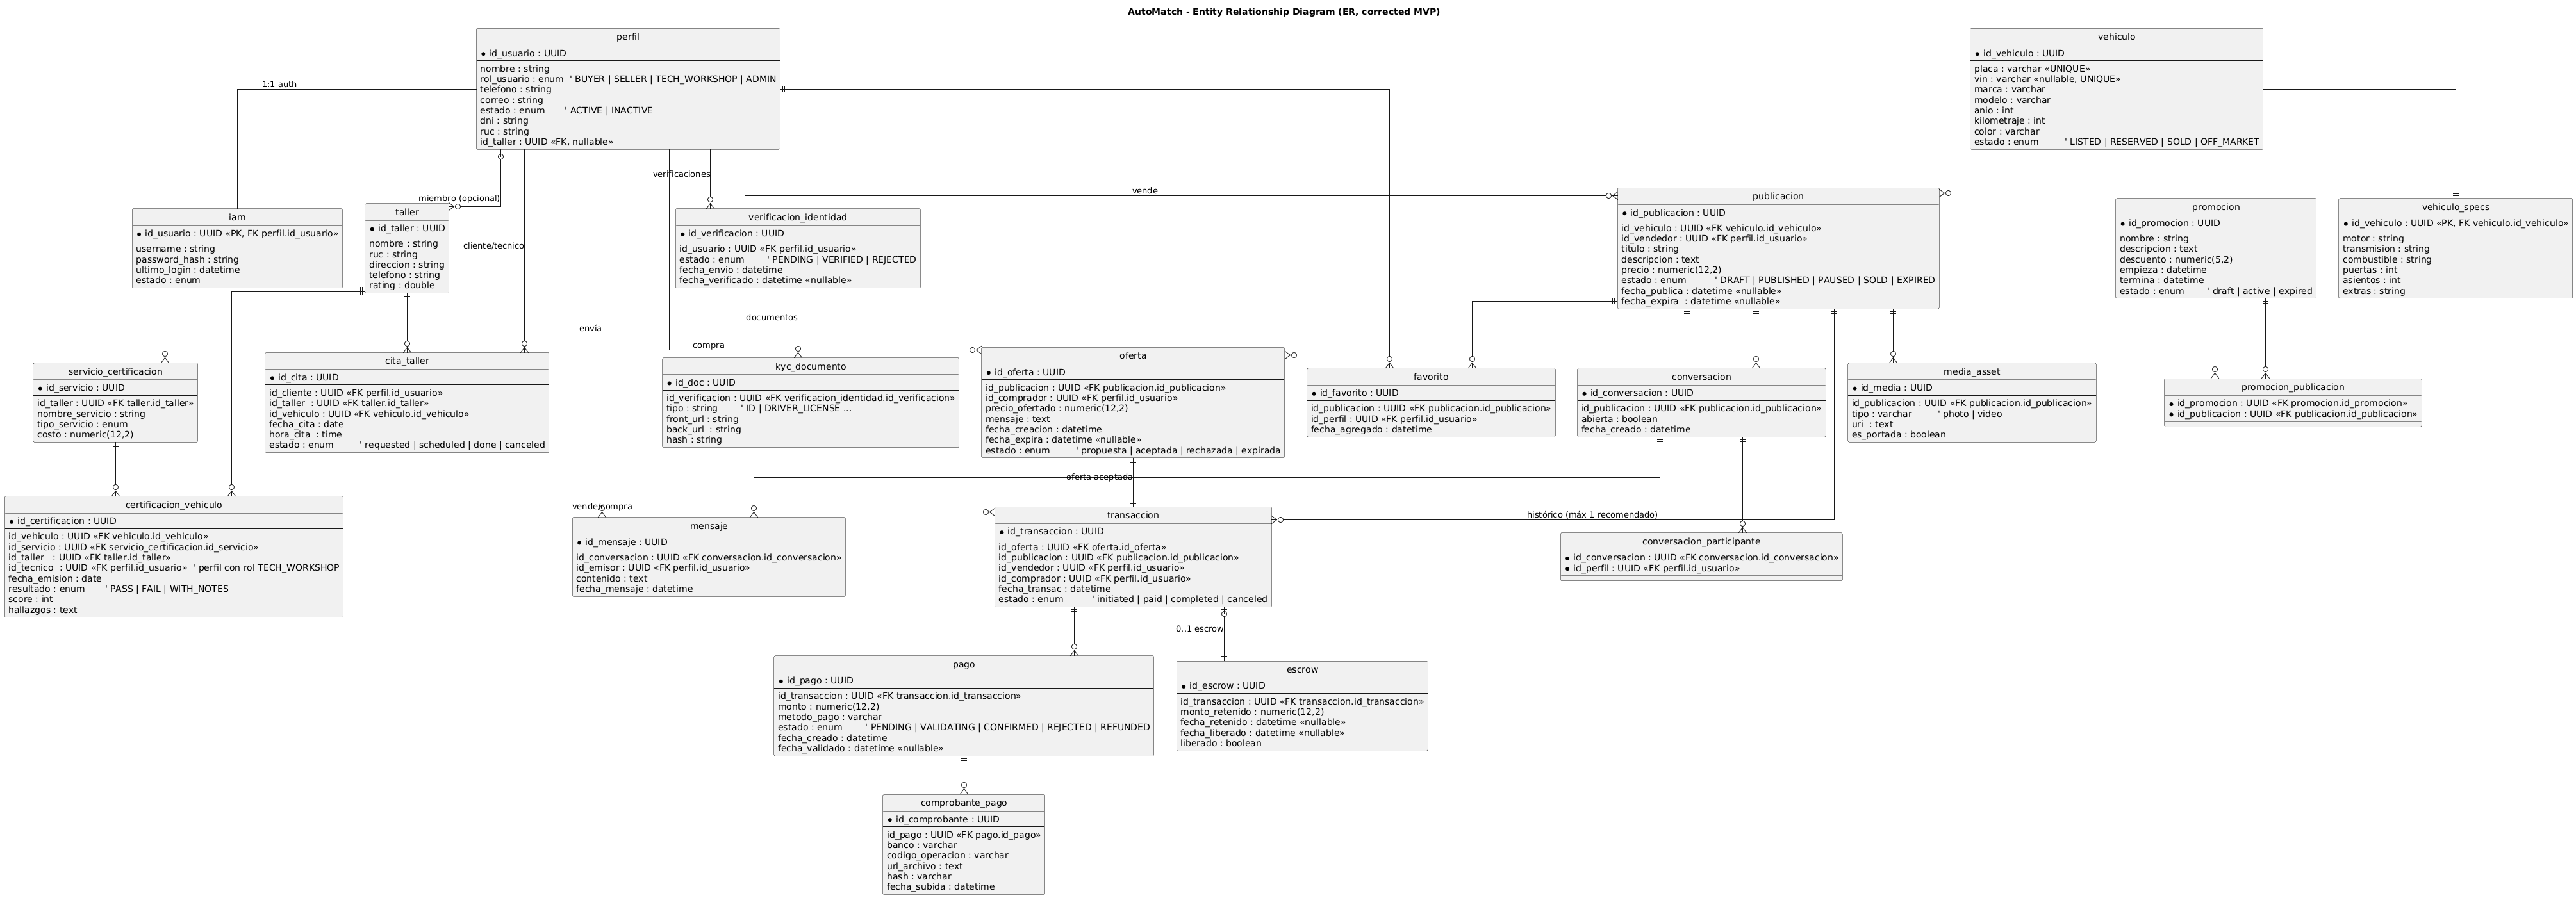 AutoMatch - Entity Relationship Diagram (ER, corrected MVP)
perfil
id_usuario : UUID
nombre : string
rol_usuario : enum ' BUYER | SELLER | TECH_WORKSHOP | ADMIN
telefono : string
correo : string
estado : enum ' ACTIVE | INACTIVE
dni : string
ruc : string
id_taller : UUID «FK, nullable»
vehiculo
id_vehiculo : UUID
placa : varchar «UNIQUE»
vin : varchar «nullable, UNIQUE»
marca : varchar
modelo : varchar
anio : int
kilometraje : int
color : varchar
estado : enum ' LISTED | RESERVED | SOLD | OFF_MARKET
1:1 auth
miembro (opcional)
cliente/tecnico
verificaciones
vende
iam
id_usuario : UUID «PK, FK perfil.id_usuario»
username : string
password_hash : string
ultimo_login : datetime
estado : enum
taller
id_taller : UUID
nombre : string
ruc : string
direccion : string
telefono : string
rating : double
verificacion_identidad
id_verificacion : UUID
id_usuario : UUID «FK perfil.id_usuario»
estado : enum ' PENDING | VERIFIED | REJECTED
fecha_envio : datetime
fecha_verificado : datetime «nullable»
publicacion
id_publicacion : UUID
id_vehiculo : UUID «FK vehiculo.id_vehiculo»
id_vendedor : UUID «FK perfil.id_usuario»
titulo : string
descripcion : text
precio : numeric(12,2)
estado : enum ' DRAFT | PUBLISHED | PAUSED | SOLD | EXPIRED
fecha_publica : datetime «nullable»
fecha_expira : datetime «nullable»
promocion
id_promocion : UUID
nombre : string
descripcion : text
descuento : numeric(5,2)
empieza : datetime
termina : datetime
estado : enum ' draft | active | expired
vehiculo_specs
id_vehiculo : UUID «PK, FK vehiculo.id_vehiculo»
motor : string
transmision : string
combustible : string
puertas : int
asientos : int
extras : string
envía
documentos
compra
servicio_certificacion
id_servicio : UUID
id_taller : UUID «FK taller.id_taller»
nombre_servicio : string
tipo_servicio : enum
costo : numeric(12,2)
cita_taller
id_cita : UUID
id_cliente : UUID «FK perfil.id_usuario»
id_taller : UUID «FK taller.id_taller»
id_vehiculo : UUID «FK vehiculo.id_vehiculo»
fecha_cita : date
hora_cita : time
estado : enum ' requested | scheduled | done | canceled
kyc_documento
id_doc : UUID
id_verificacion : UUID «FK verificacion_identidad.id_verificacion»
tipo : string ' ID | DRIVER_LICENSE ...
front_url : string
back_url : string
hash : string
oferta
id_oferta : UUID
id_publicacion : UUID «FK publicacion.id_publicacion»
id_comprador : UUID «FK perfil.id_usuario»
precio_ofertado : numeric(12,2)
mensaje : text
fecha_creacion : datetime
fecha_expira : datetime «nullable»
estado : enum ' propuesta | aceptada | rechazada | expirada
favorito
id_favorito : UUID
id_publicacion : UUID «FK publicacion.id_publicacion»
id_perfil : UUID «FK perfil.id_usuario»
fecha_agregado : datetime
conversacion
id_conversacion : UUID
id_publicacion : UUID «FK publicacion.id_publicacion»
abierta : boolean
fecha_creado : datetime
media_asset
id_media : UUID
id_publicacion : UUID «FK publicacion.id_publicacion»
tipo : varchar ' photo | video
uri : text
es_portada : boolean
promocion_publicacion
id_promocion : UUID «FK promocion.id_promocion»
id_publicacion : UUID «FK publicacion.id_publicacion»
oferta aceptada
vende/compra
histórico (máx 1 recomendado)
certificacion_vehiculo
id_certificacion : UUID
id_vehiculo : UUID «FK vehiculo.id_vehiculo»
id_servicio : UUID «FK servicio_certificacion.id_servicio»
id_taller : UUID «FK taller.id_taller»
id_tecnico : UUID «FK perfil.id_usuario» ' perfil con rol TECH_WORKSHOP
fecha_emision : date
resultado : enum ' PASS | FAIL | WITH_NOTES
score : int
hallazgos : text
mensaje
id_mensaje : UUID
id_conversacion : UUID «FK conversacion.id_conversacion»
id_emisor : UUID «FK perfil.id_usuario»
contenido : text
fecha_mensaje : datetime
transaccion
id_transaccion : UUID
id_oferta : UUID «FK oferta.id_oferta»
id_publicacion : UUID «FK publicacion.id_publicacion»
id_vendedor : UUID «FK perfil.id_usuario»
id_comprador : UUID «FK perfil.id_usuario»
fecha_transac : datetime
estado : enum ' initiated | paid | completed | canceled
conversacion_participante
id_conversacion : UUID «FK conversacion.id_conversacion»
id_perfil : UUID «FK perfil.id_usuario»
0..1 escrow
pago
id_pago : UUID
id_transaccion : UUID «FK transaccion.id_transaccion»
monto : numeric(12,2)
metodo_pago : varchar
estado : enum ' PENDING | VALIDATING | CONFIRMED | REJECTED | REFUNDED
fecha_creado : datetime
fecha_validado : datetime «nullable»
escrow
id_escrow : UUID
id_transaccion : UUID «FK transaccion.id_transaccion»
monto_retenido : numeric(12,2)
fecha_retenido : datetime «nullable»
fecha_liberado : datetime «nullable»
liberado : boolean
comprobante_pago
id_comprobante : UUID
id_pago : UUID «FK pago.id_pago»
banco : varchar
codigo_operacion : varchar
url_archivo : text
hash : varchar
fecha_subida : datetime